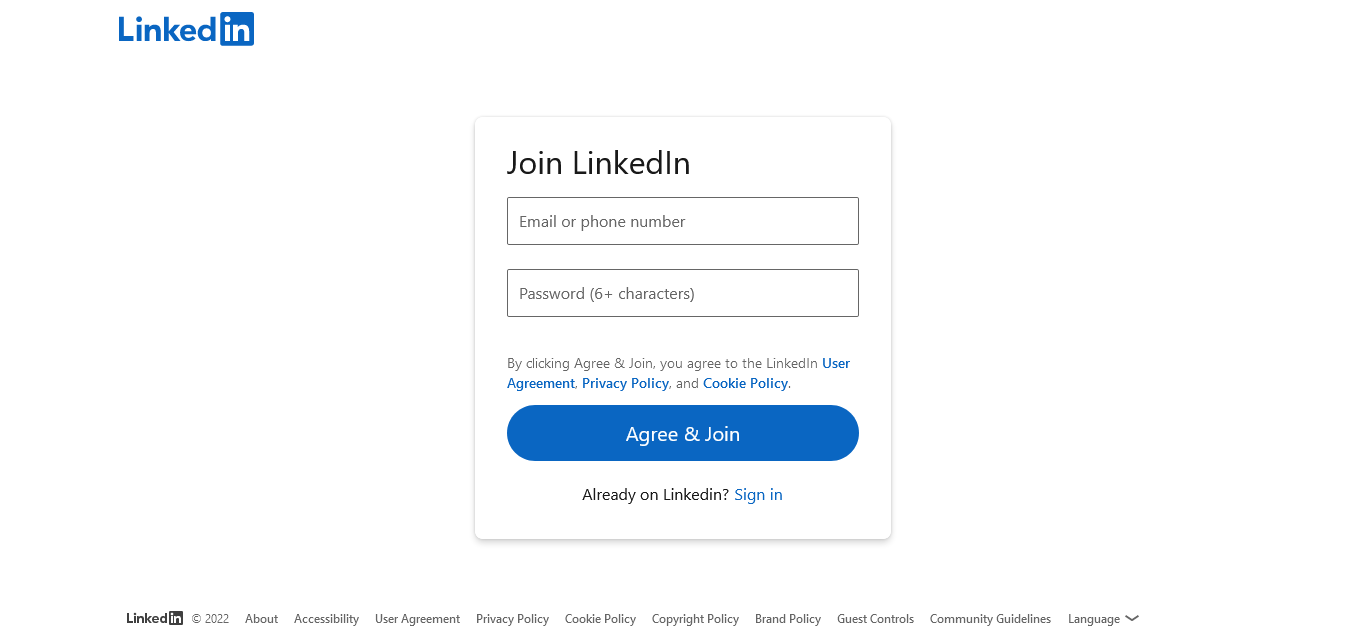 Linkedin
Join LinkedIn
Email or phone number
Password (6+ characters)
By clicking Agree & Join, you agree to the LinkedIn User
Agreement, Privacy Policy, and Cookie Policy.
Agree & Join
Already on Linkedin? Sign in
Linkedin © 2022 About Accessibility User Agreement Privacy Policy Cookie Policy Copyright Policy Brand Policy Guest Controls Community Guidelines Language